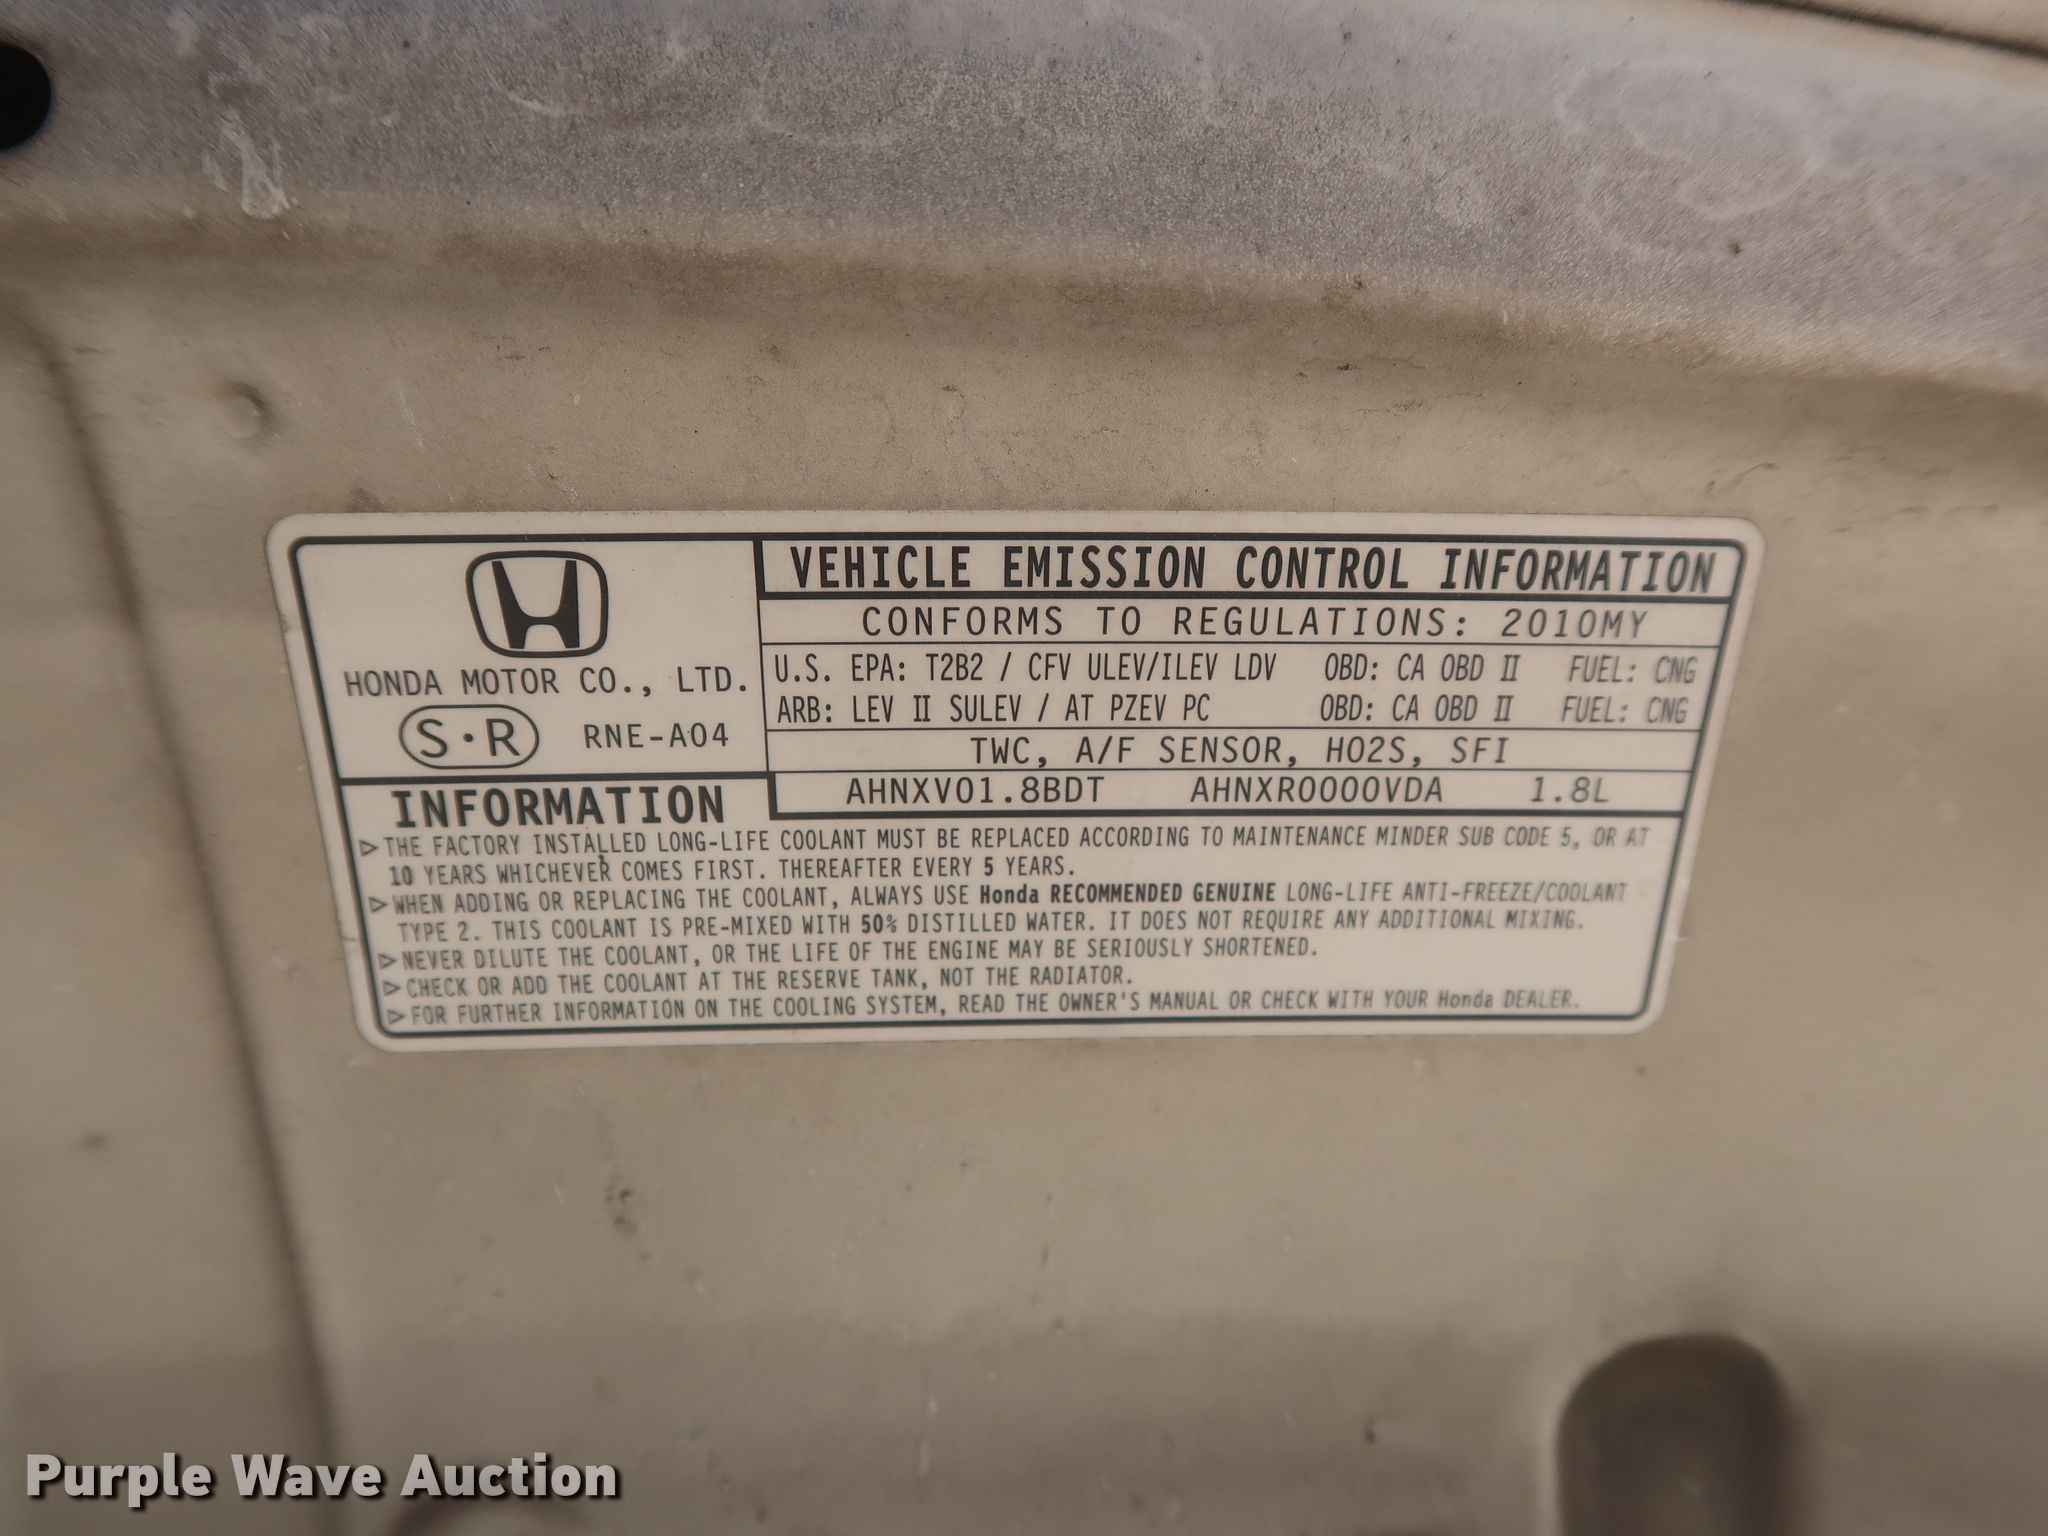 VEHICLE EMISSION CONTROL INFORMATION
CONFORMS TO REGULATIONS: 2010MY
HONDA MOTOR CO., LTD.
S·R RNE-A04
U.S. EPA: T2B2 / CFV ULEV/ILEV LDV OBD: CA OBD II FUEL: CNG
ARB: LEV II SULEV / AT PZEV PC OBD: CA OBD II FUEL: CNG
TWC, A/F SENSOR, HO2S, SFI
AHNXV01.8BDT AHNXR0000VDA 1.8L
INFORMATION
▷THE FACTORY INSTALLED LONG-LIFE COOLANT MUST BE REPLACED ACCORDING TO MAINTENANCE MINDER SUB CODE 5, OR AT
10 YEARS WHICHEVER COMES FIRST. THEREAFTER EVERY 5 YEARS.
▷WHEN ADDING OR REPLACING THE COOLANT, ALWAYS USE Honda RECOMMENDED GENUINE LONG-LIFE ANTI-FREEZE/COOLANT
TYPE 2. THIS COOLANT IS PRE-MIXED WITH 50% DISTILLED WATER. IT DOES NOT REQUIRE ANY ADDITIONAL MIXING.
▷NEVER DILUTE THE COOLANT, OR THE LIFE OF THE ENGINE MAY BE SERIOUSLY SHORTENED.
▷CHECK OR ADD THE COOLANT AT THE RESERVE TANK, NOT THE RADIATOR.
▷FOR FURTHER INFORMATION ON THE COOLING SYSTEM, READ THE OWNER'S MANUAL OR CHECK WITH YOUR Honda DEALER.
Purple Wave Auction